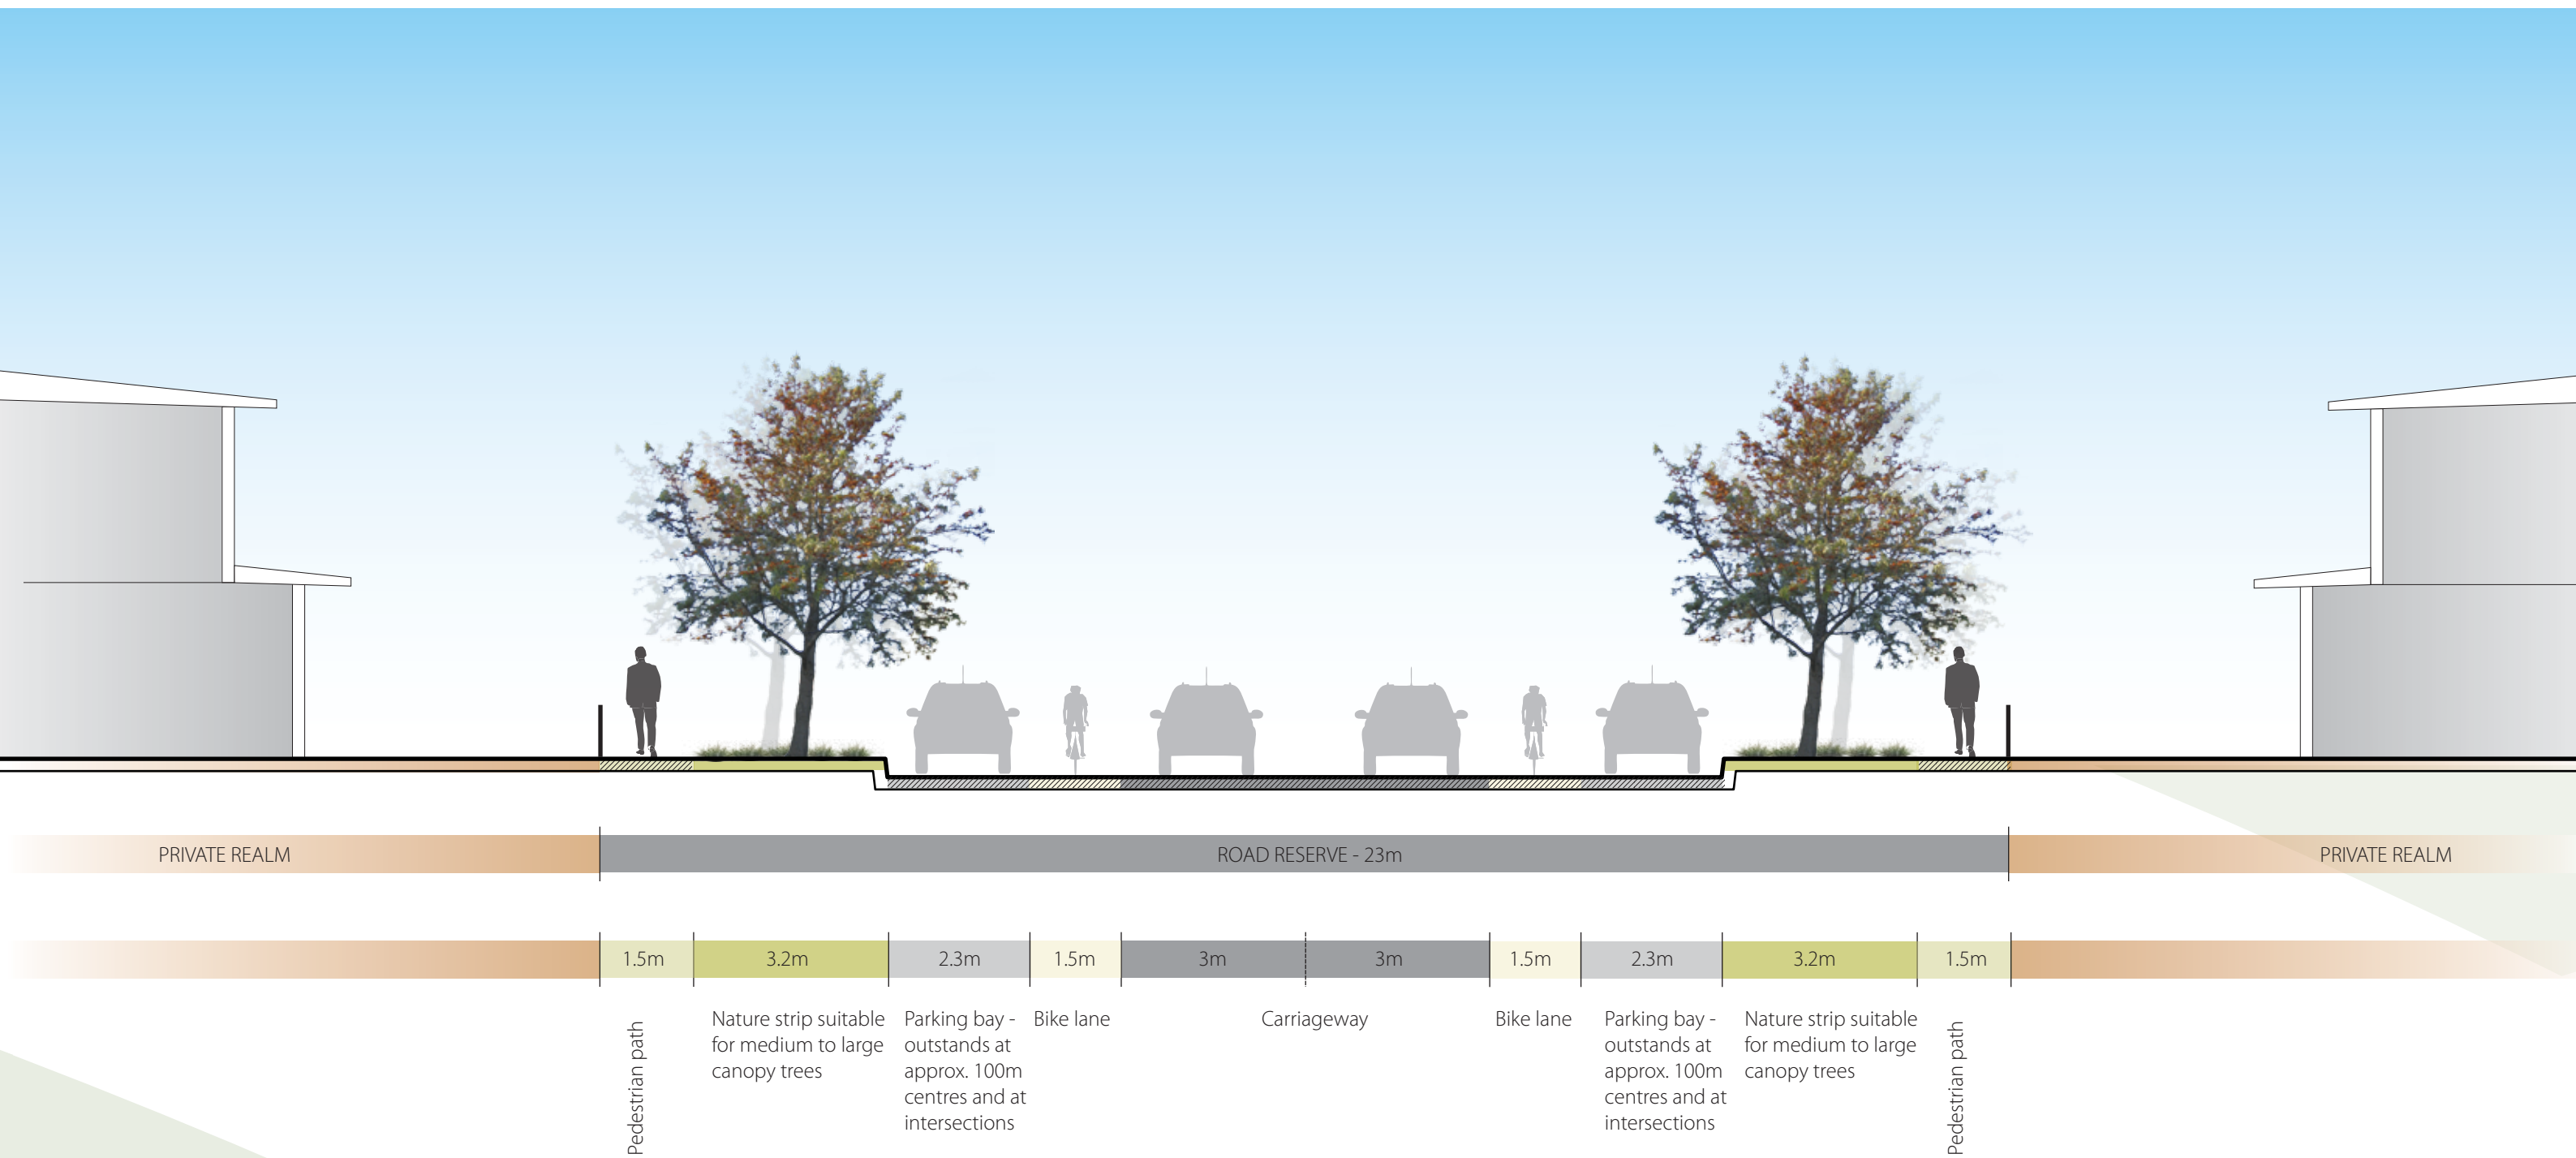 PRIVATE REALM
ROAD RESERVE - 23m
PRIVATE REALM
1.5m
3.2m
2.3m
1.5m
3m
3m
1.5m
2.3m
3.2m
1.5m
Pedestrian path
Nature strip suitable
for medium to large
canopy trees
Parking bay -
outstands at
approx. 100m
centres and at
intersections
Bike lane
Carriageway
Bike lane
Parking bay -
outstands at
approx. 100m
centres and at
intersections
Nature strip suitable
for medium to large
canopy trees
Pedestrian path